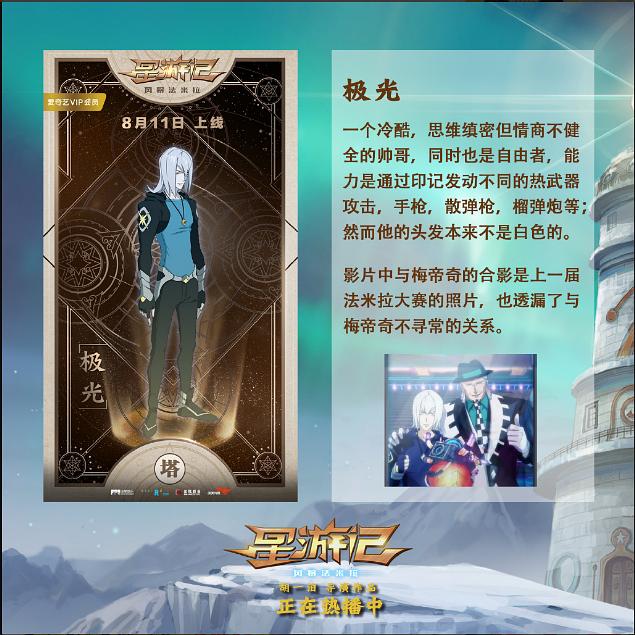 星游记
风暴法米拉
爱奇艺VIP会员
8月11日 上线
极光
塔
极光
一个冷酷，思维缜密但情商不健
全的帅哥，同时也是自由者，能
力是通过印记发动不同的热武器
攻击，手枪，散弹枪，榴弹炮等；
然而他的头发本来不是白色的。
影片中与梅帝奇的合影是上一届
法米拉大赛的照片，也透漏了与
梅帝奇不寻常的关系。
星游记
风暴法米拉
胡一泊 导演作品
正在热播中